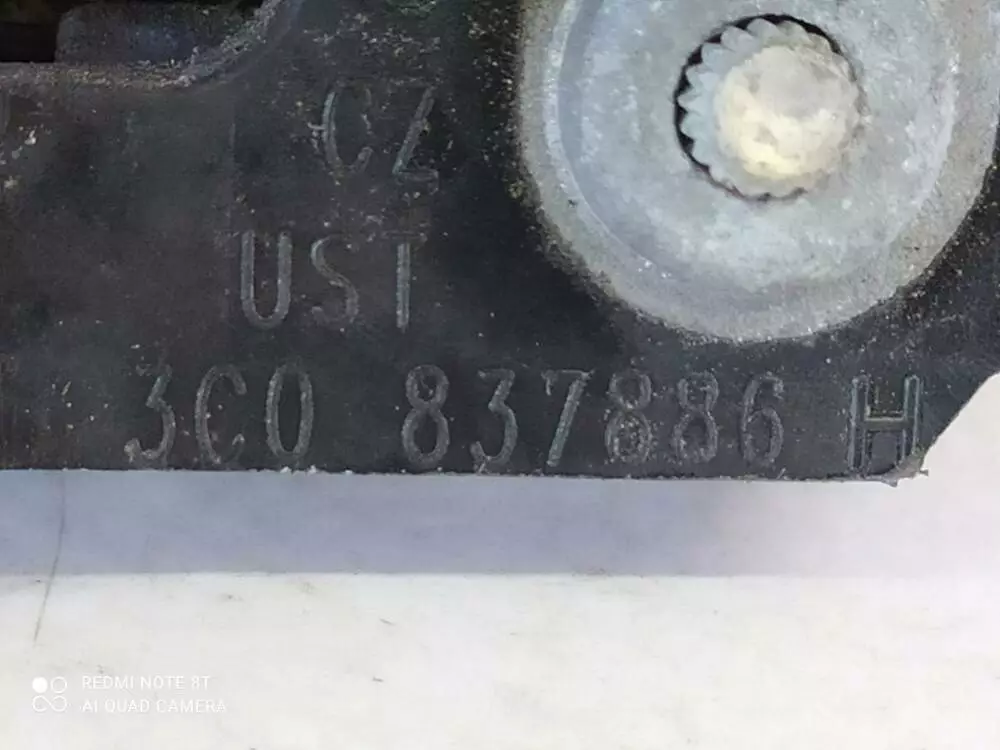 CZ
UST
3C0 837886 H
REDMI NOTE 8T
AI QUAD CAMERA